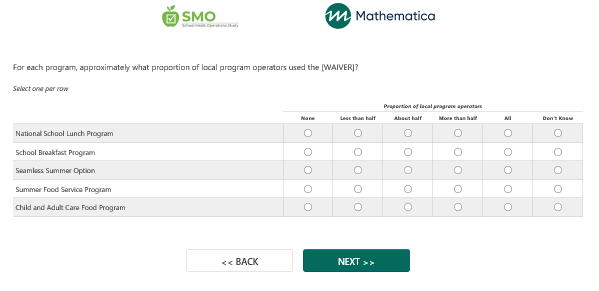 SMO
School Meals Operations Study
Mathematica
For each program, approximately what proportion of local program operators used the [WAIVER]?
Select one per row
Proportion of local program operators
None Less than half About half More than half All Don't Know
National School Lunch Program
School Breakfast Program
Seamless Summer Option
Summer Food Service Program
Child and Adult Care Food Program
<< BACK NEXT >>